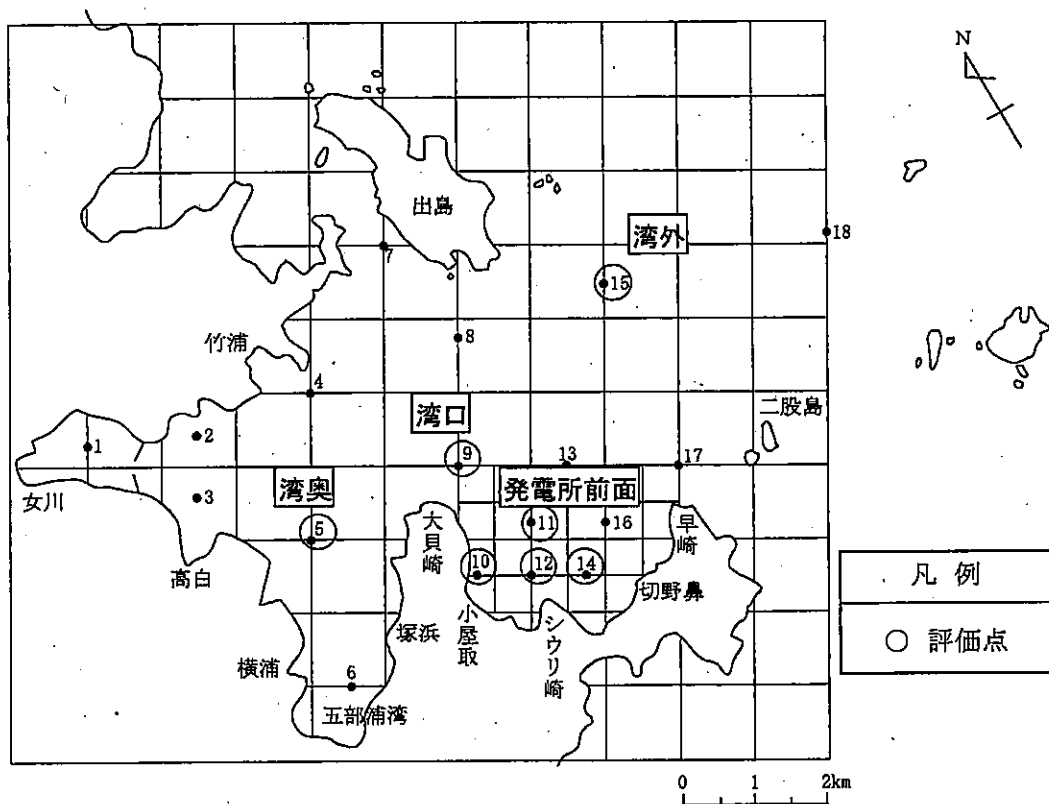 N
出島
湾外
18
15
7
8
竹浦
4
湾口
二股島
1
2
9
13
17
女川
3
湾奥
発電所前面
5
大貝崎
11
16
早崎
高白
10
12
14
切野鼻
凡例
○ 評価点
塚浜
小屋取
シウリ崎
横浦
6
五部浦湾
0 1 2km